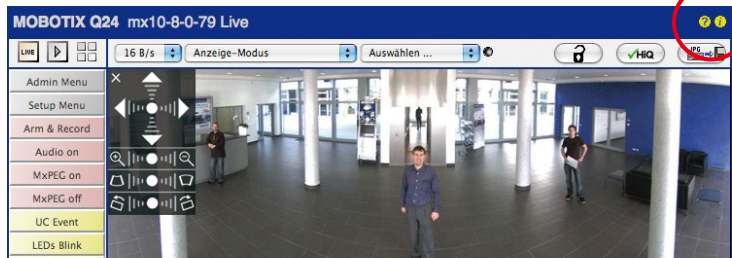 MOBOTIX Q24 mx10-8-0-79 Live
LIVE 16 B/s Anzeige-Modus Auswählen ... HiQ JPG
Admin Menu
Setup Menu
Arm & Record
Audio on
MxPEG on
MxPEG off
UC Event
LEDs Blink